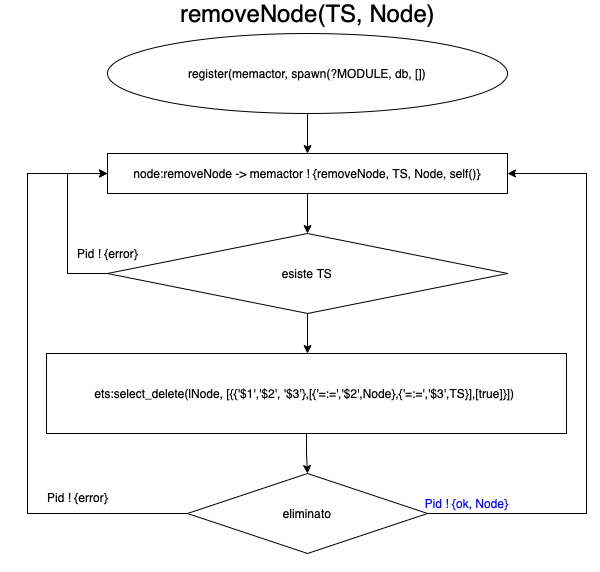 removeNode(TS, Node)
register(memactor, spawn(?MODULE, db, [])
node:removeNode -> memactor ! {removeNode, TS, Node, self()}
Pid ! {error}
esiste TS
ets:select_delete(lNode, [{{'$1','$2', '$3'},[{'=:=','$2',Node},{'=:=','$3',TS}],[true]}])
Pid ! {error}
Pid ! {ok, Node}
eliminato